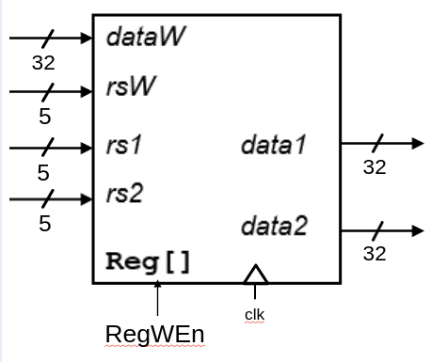 dataW
32
rsW
5
rs1 data1
5 32
rs2
5
data2
32
Reg[]
clk
RegWEn